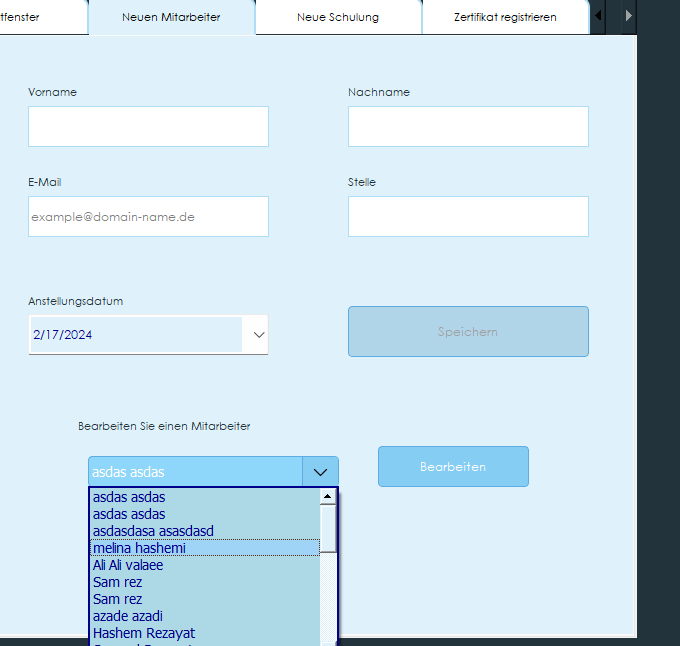 tfenster
Neuen Mitarbeiter
Neue Schulung
Zertifikat registrieren
Vorname
Nachname
E-Mail
Stelle
example@domain-name.de
Anstellungsdatum
2/17/2024
Speichern
Bearbeiten Sie einen Mitarbeiter
asdas asdas
Bearbeiten
asdas asdas
asdas asdas
asdasdasa asasdasd
melina hashemi
Ali Ali valaee
Sam rez
Sam rez
azade azadi
Hashem Rezayat